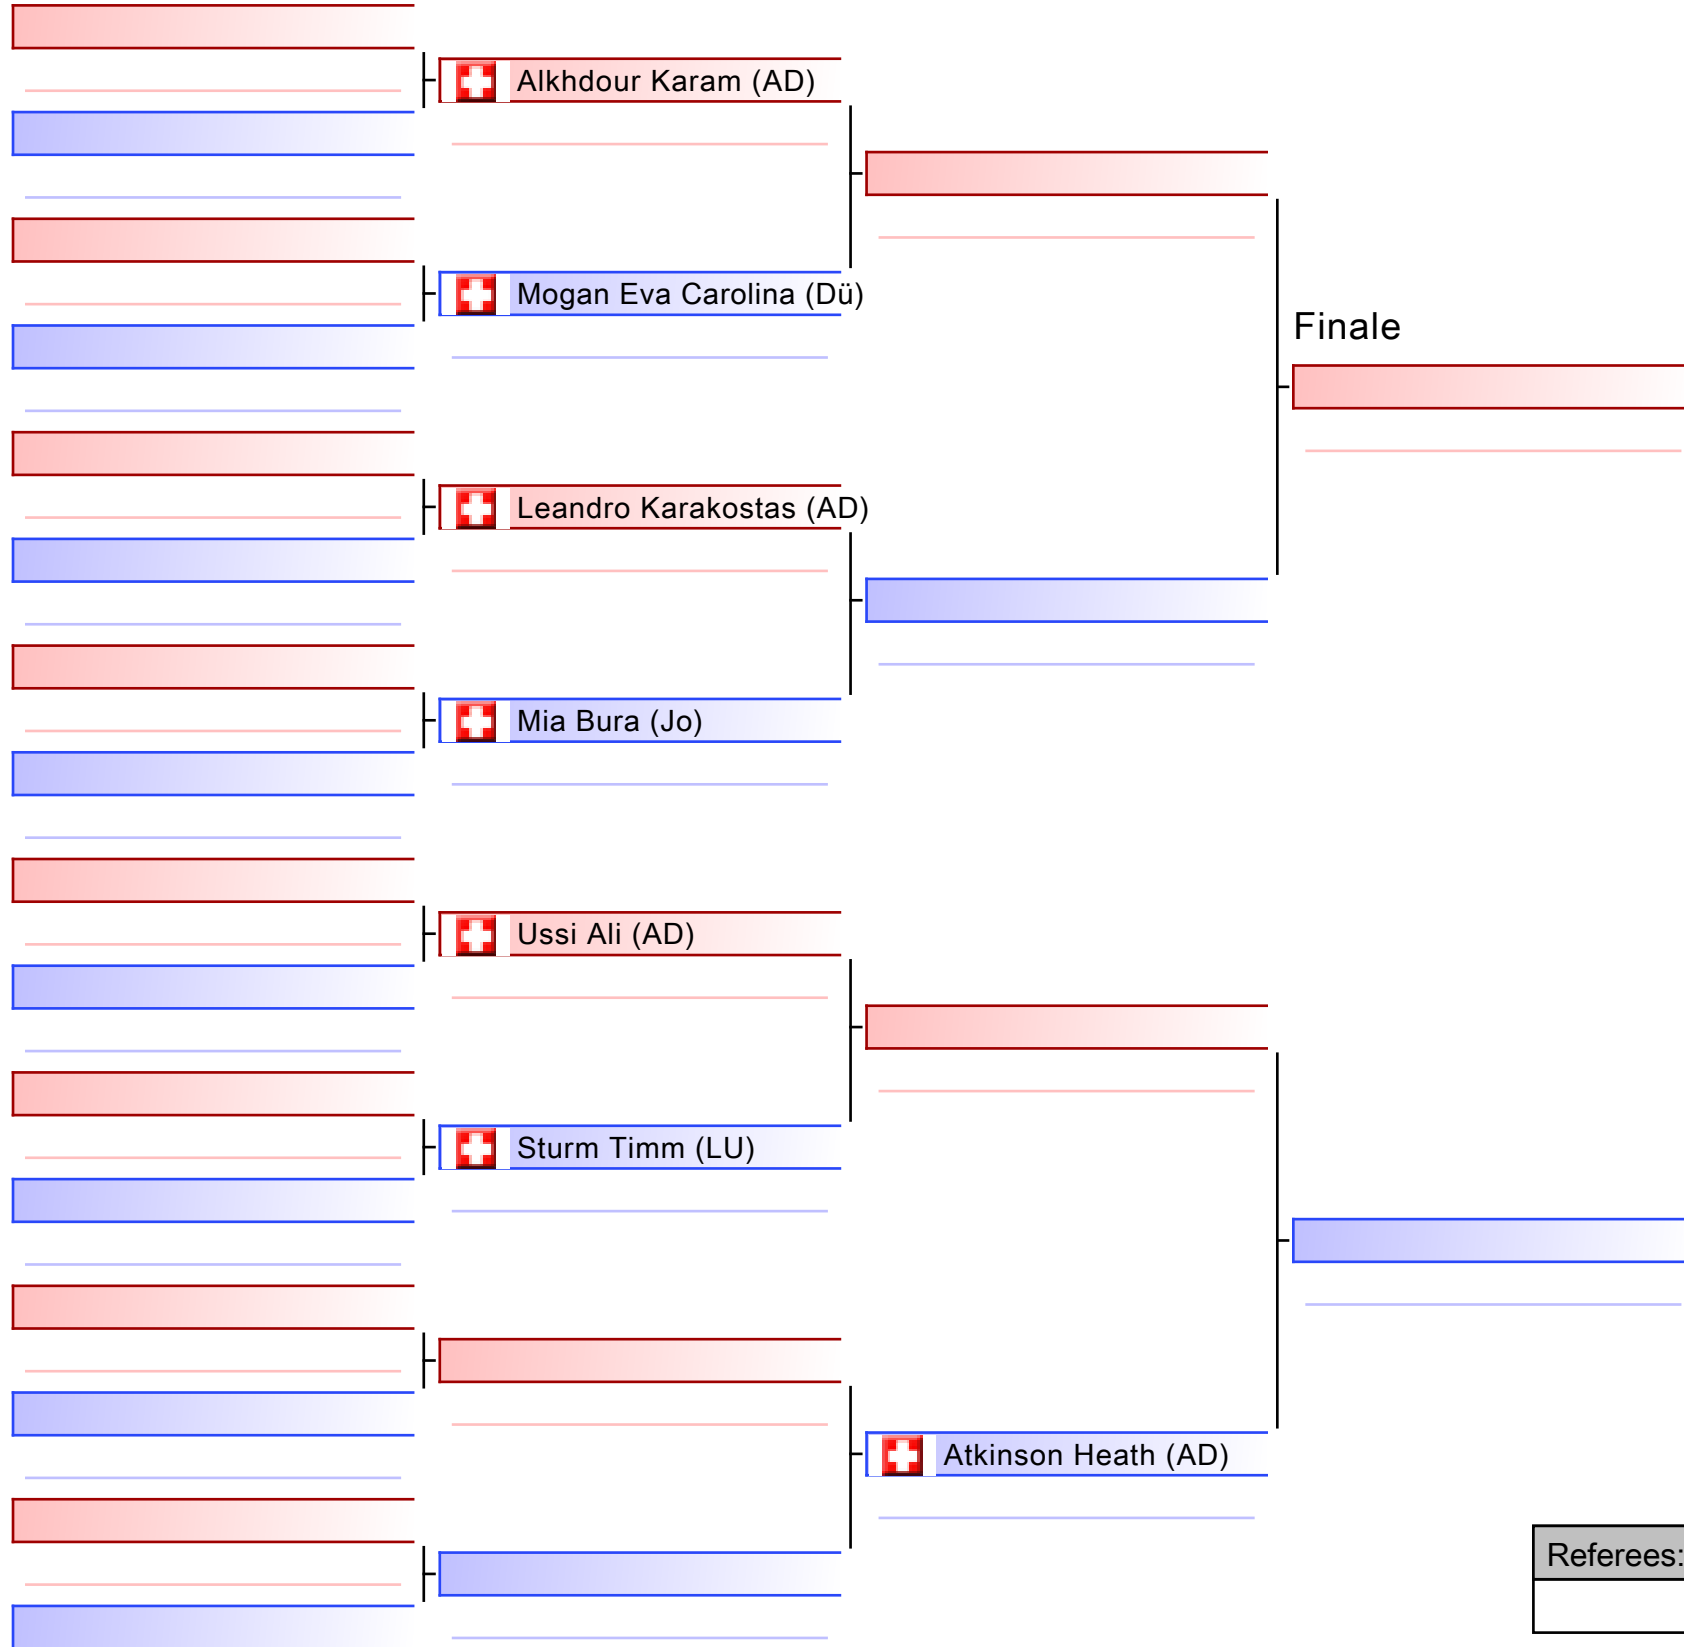 Alkhdour Karam (AD)
Mogan Eva Carolina (Dü)
Finale
Leandro Karakostas (AD)
Mia Bura (Jo)
Ussi Ali (AD)
Sturm Timm (LU)
Atkinson Heath (AD)
Referees: